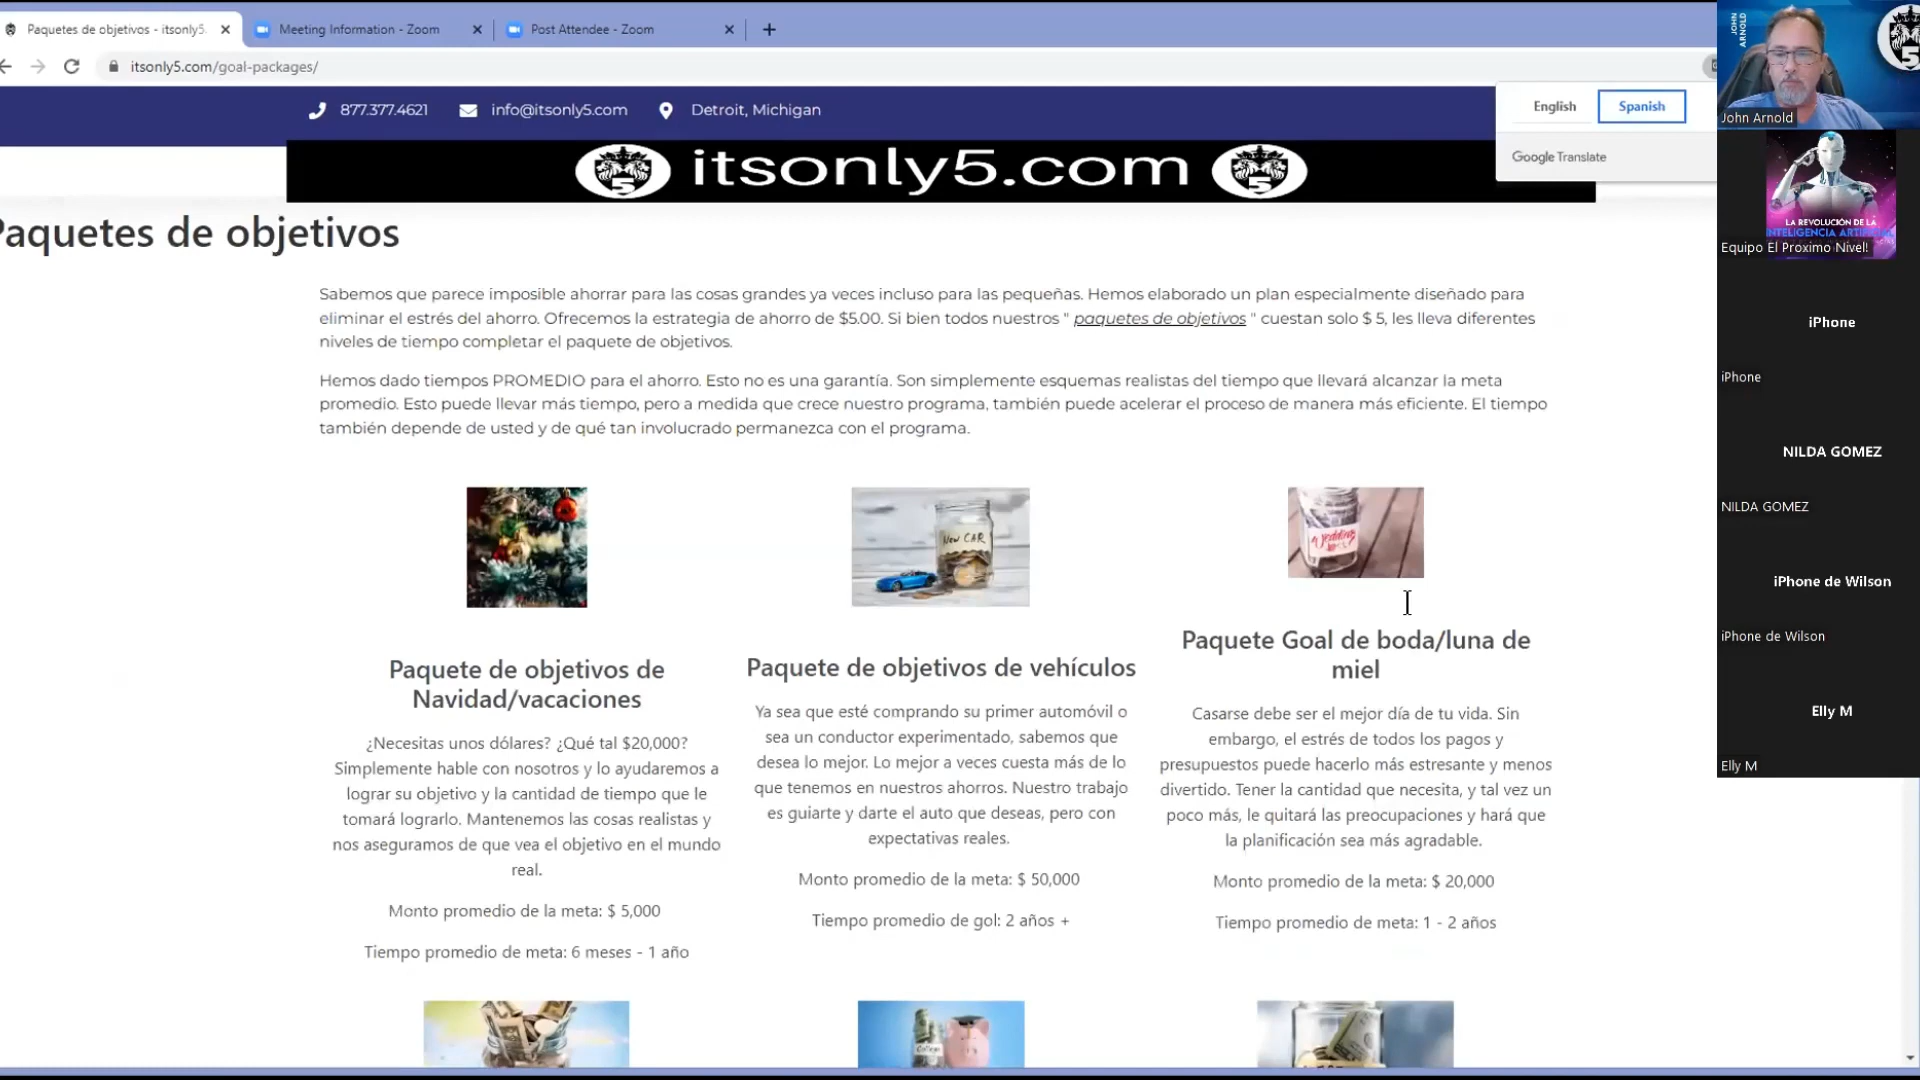 Paquetes de objetivos - itsonly5.
Meeting Information - Zoom
Post Attendee - Zoom
itsonly5.com/goal-packages/
877.377.4621
info@itsonly5.com
Detroit, Michigan
English
Spanish
Google Translate
5 itsonly5.com 5
Paquetes de objetivos
Sabemos que parece imposible ahorrar para las cosas grandes ya veces incluso para las pequeñas. Hemos elaborado un plan especialmente diseñado para
eliminar el estrés del ahorro. Ofrecemos la estrategia de ahorro de $5.00. Si bien todos nuestros " paquetes de objetivos " cuestan solo $ 5, les lleva diferentes
niveles de tiempo completar el paquete de objetivos.
Hemos dado tiempos PROMEDIO para el ahorro. Esto no es una garantía. Son simplemente esquemas realistas del tiempo que llevará alcanzar la meta
promedio. Esto puede llevar más tiempo, pero a medida que crece nuestro programa, también puede acelerar el proceso de manera más eficiente. El tiempo
también depende de usted y de qué tan involucrado permanezca con el programa.
Paquete de objetivos de
Navidad/vacaciones
¿Necesitas unos dólares? ¿Qué tal $20,000?
Simplemente hable con nosotros y lo ayudaremos a
lograr su objetivo y la cantidad de tiempo que le
tomará lograrlo. Mantenemos las cosas realistas y
nos aseguramos de que vea el objetivo en el mundo
real.
Monto promedio de la meta: $ 5,000
Tiempo promedio de meta: 6 meses - 1 año
New CAR
Paquete de objetivos de vehículos
Ya sea que esté comprando su primer automóvil o
sea un conductor experimentado, sabemos que
desea lo mejor. Lo mejor a veces cuesta más de lo
que tenemos en nuestros ahorros. Nuestro trabajo
es guiarte y darte el auto que deseas, pero con
expectativas reales.
Monto promedio de la meta: $ 50,000
Tiempo promedio de gol: 2 años +
Wedding
Paquete Goal de boda/luna de
miel
Casarse debe ser el mejor día de tu vida. Sin
embargo, el estrés de todos los pagos y
presupuestos puede hacerlo más estresante y menos
divertido. Tener la cantidad que necesita, y tal vez un
poco más, le quitará las preocupaciones y hará que
la planificación sea más agradable.
Monto promedio de la meta: $ 20,000
Tiempo promedio de meta: 1 - 2 años
JOHN
ARNOLD
5
John Arnold
LA REVOLUCIÓN DE LA
INTELIGENCIA ARTIFICIAL
Equipo El Proximo Nivel!
iPhone
iPhone
NILDA GOMEZ
NILDA GOMEZ
iPhone de Wilson
iPhone de Wilson
Elly M
Elly M